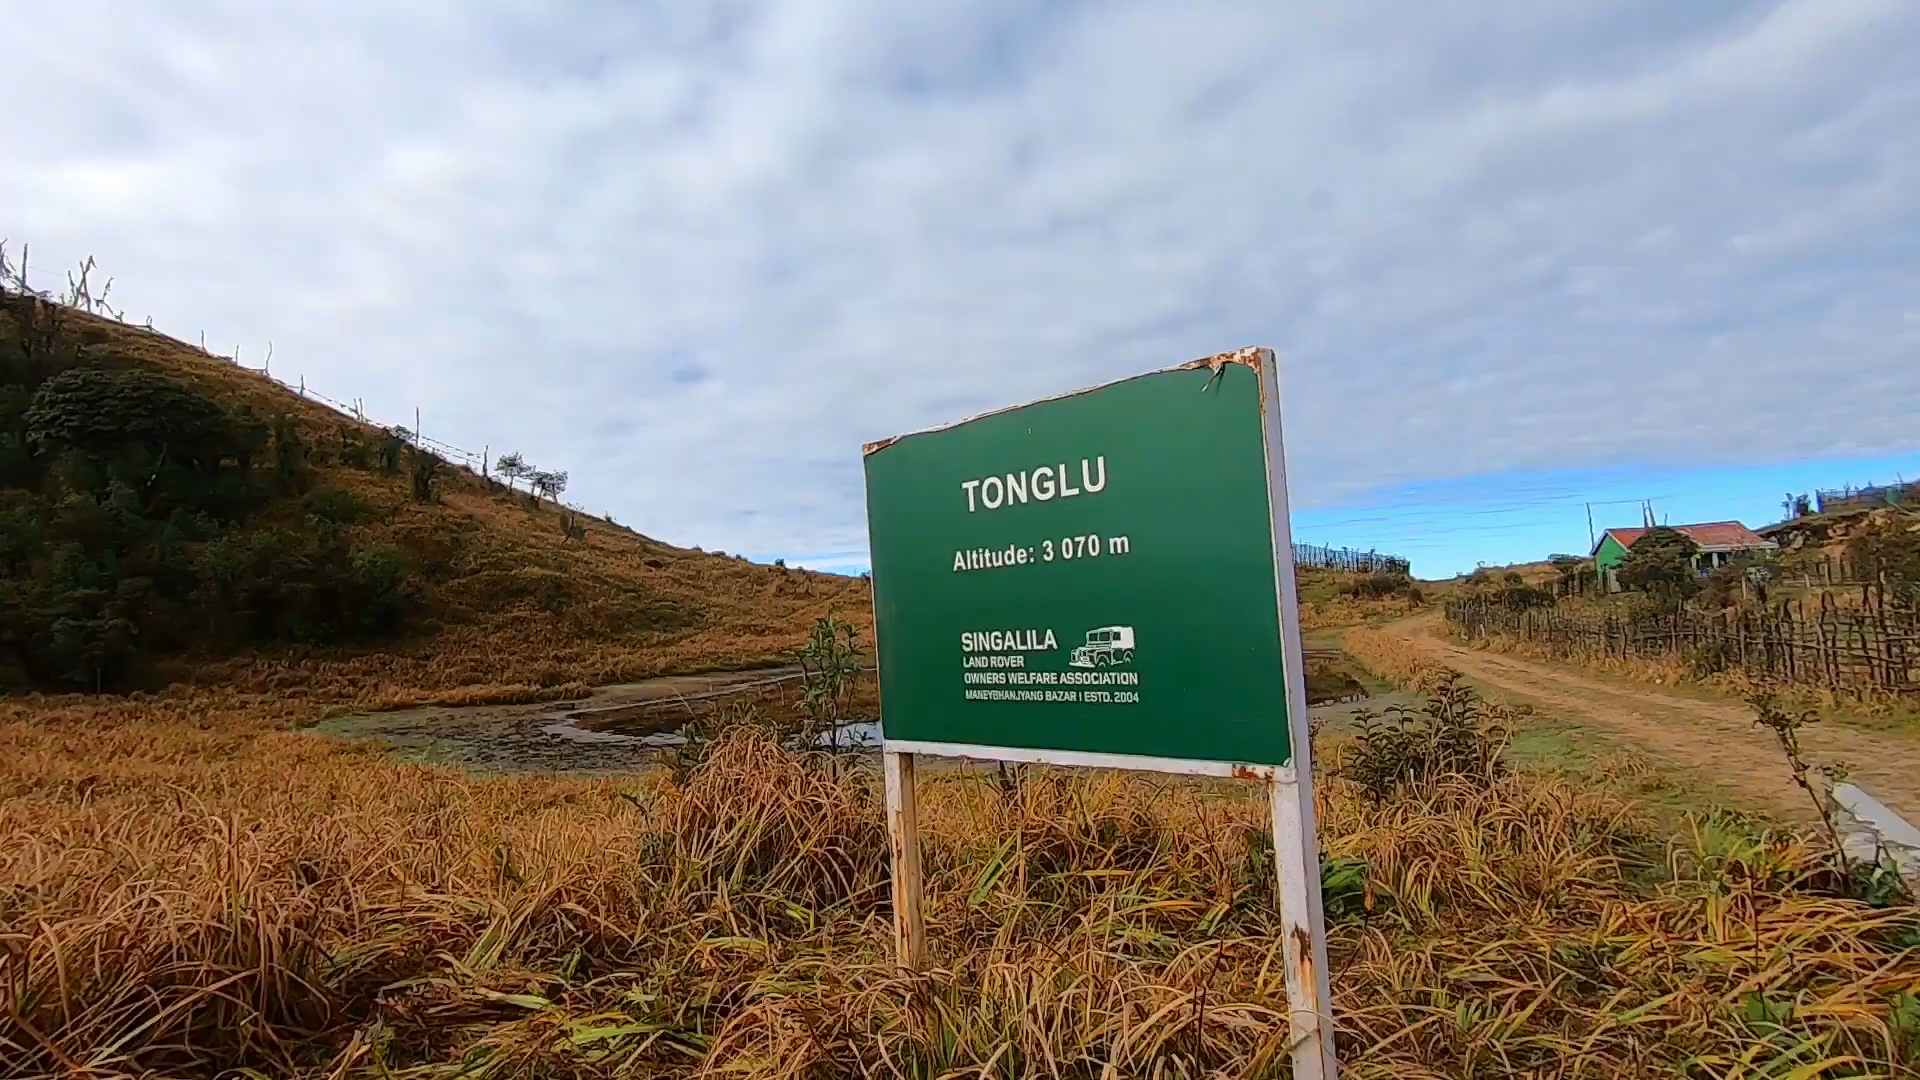 TONGLU
Altitude: 3 070 m
SINGALILA
LAND ROVER
OWNERS WELFARE ASSOCIATION
MANEYBHANJYANG BAZAR | ESTD. 2004